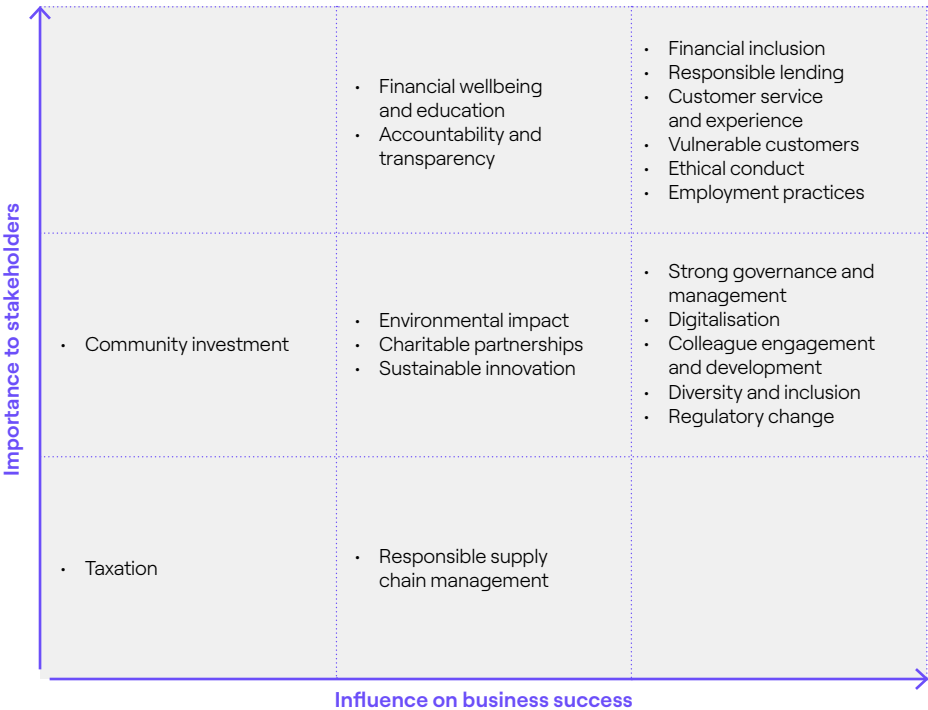 Importance to stakeholders
• Financial wellbeing
and education
• Accountability and
transparency
• Financial inclusion
• Responsible lending
• Customer service
and experience
• Vulnerable customers
• Ethical conduct
• Employment practices
• Community investment
• Environmental impact
• Charitable partnerships
• Sustainable innovation
• Strong governance and
management
• Digitalisation
• Colleague engagement
and development
• Diversity and inclusion
• Regulatory change
• Taxation
• Responsible supply
chain management
Influence on business success